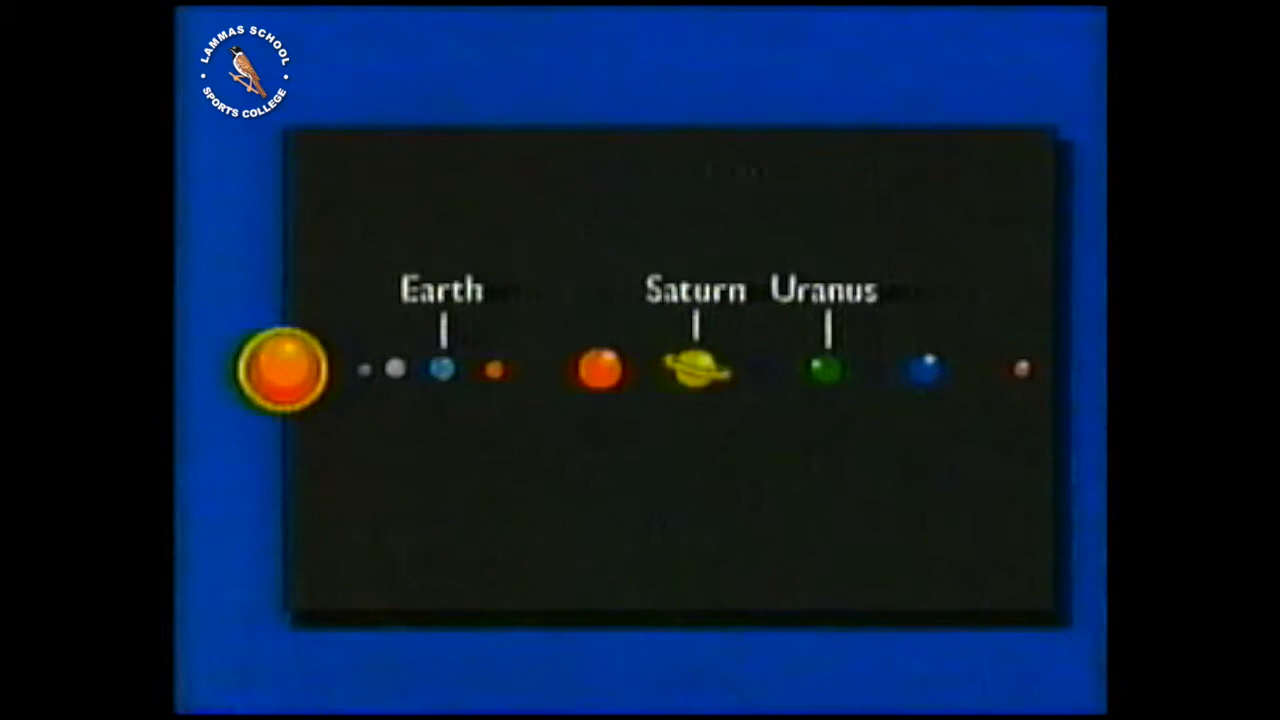 LAMMAS SCHOOL
SPORTS COLLEGE
Earth
Saturn
Uranus